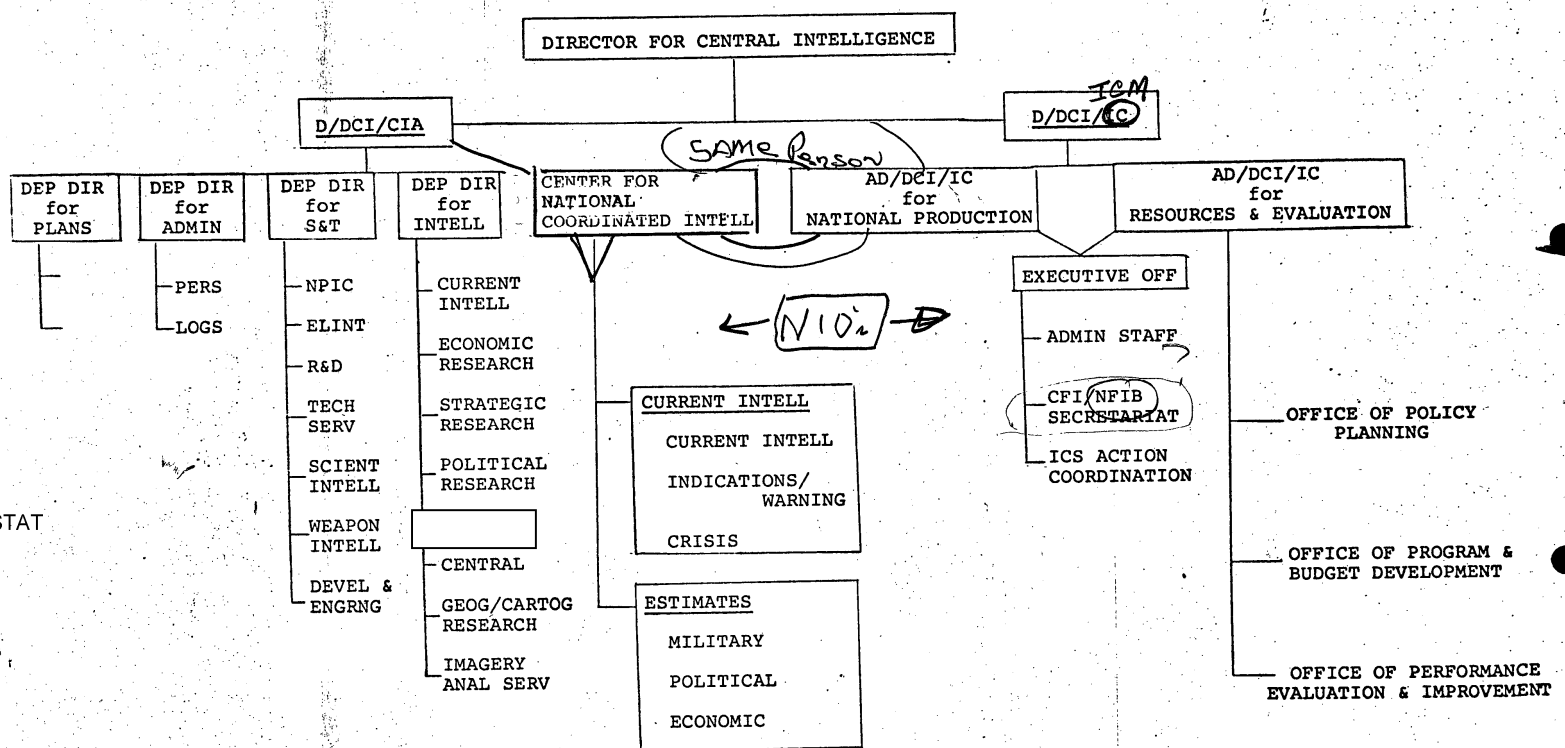 DIRECTOR FOR CENTRAL INTELLIGENCE
D/DCI/CIA
ICM
D/DCI/IC
SAME Person
DEP DIR
for
PLANS
DEP DIR
for
ADMIN
DEP DIR
for
S&T
DEP DIR
for
INTELL
CENTER FOR
NATIONAL
COORDINATED INTELL
AD/DCI/IC
for
NATIONAL PRODUCTION
AD/DCI/IC
for
RESOURCES & EVALUATION
PERS
LOGS
NPIC
ELINT
R&D
TECH
SERV
SCIENT
INTELL
WEAPON
INTELL
DEVEL &
ENGRNG
CURRENT
INTELL
ECONOMIC
RESEARCH
STRATEGIC
RESEARCH
POLITICAL
RESEARCH
CENTRAL
GEOG/CARTOG
RESEARCH
IMAGERY
ANAL SERV
NIO's
CURRENT INTELL
CURRENT INTELL
INDICATIONS/
WARNING
CRISIS
ESTIMATES
MILITARY
POLITICAL
ECONOMIC
EXECUTIVE OFF
ADMIN STAFF
CFI/NFIB
SECRETARIAT
ICS ACTION
COORDINATION
OFFICE OF POLICY
PLANNING
OFFICE OF PROGRAM &
BUDGET DEVELOPMENT
OFFICE OF PERFORMANCE
EVALUATION & IMPROVEMENT
STAT